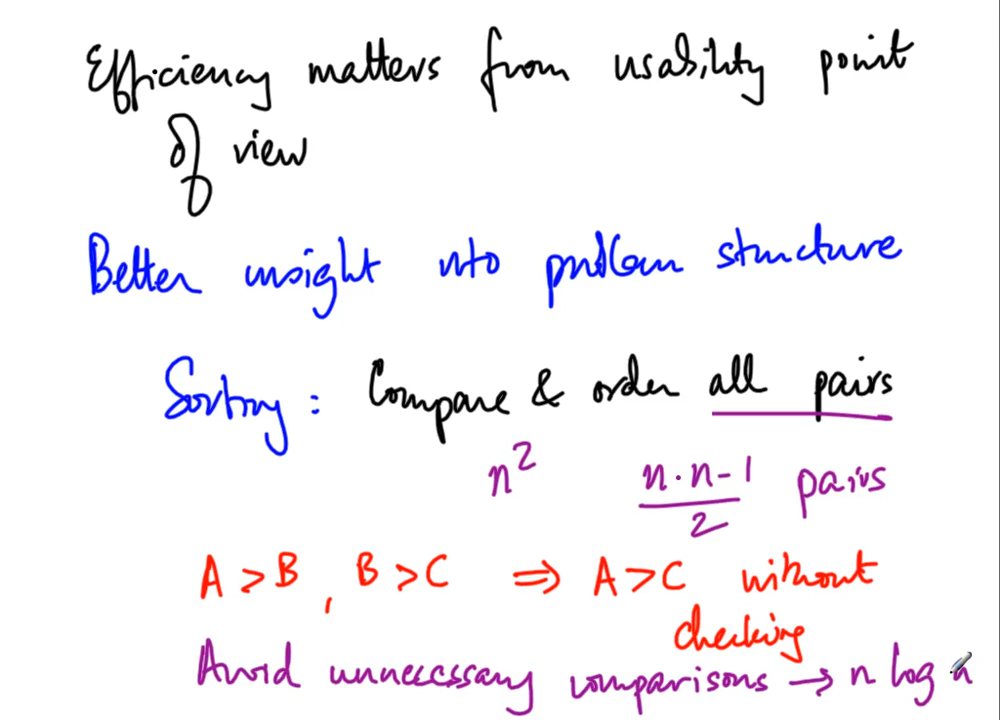 Efficiency matters from usability point
of view
Better insight into problem structure
Sorting : Compare & order all pairs
n² n·n-1/2 pairs
A > B , B > C ⇒ A > C without
checking
Avoid unnecessary comparisons → n log n